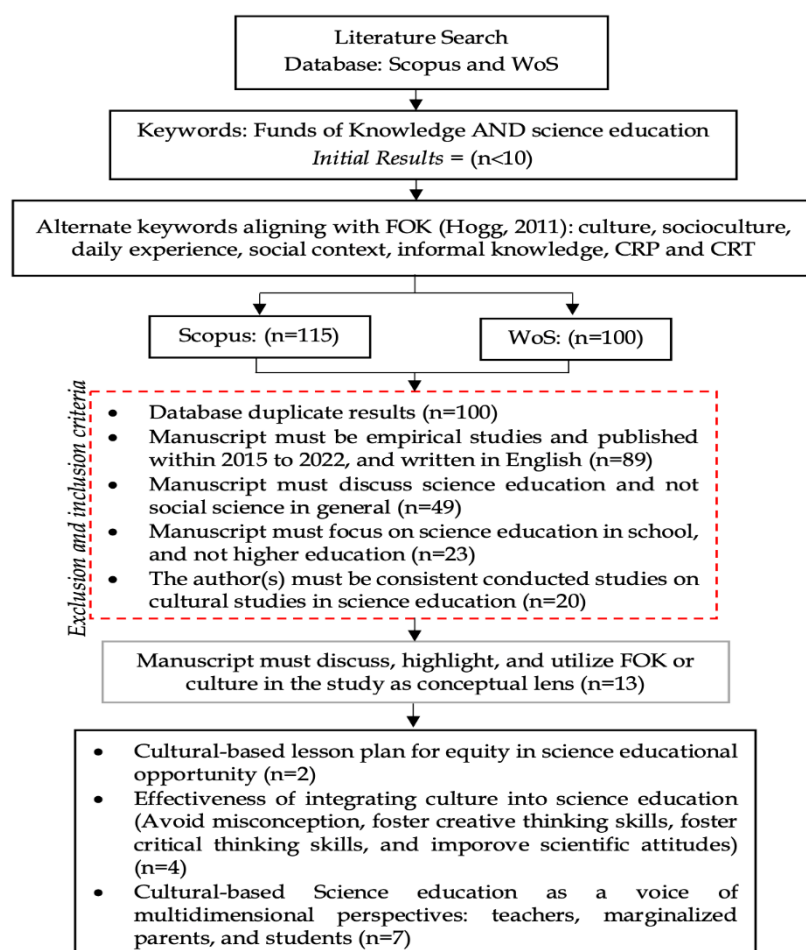 Literature Search
Database: Scopus and WoS
Keywords: Funds of Knowledge AND science education
Initial Results = (n<10)
Alternate keywords aligning with FOK (Hogg, 2011): culture, socioculture,
daily experience, social context, informal knowledge, CRP and CRT
Scopus: (n=115)
WoS: (n=100)
Exclusion and inclusion criteria
• Database duplicate results (n=100)
• Manuscript must be empirical studies and published
within 2015 to 2022, and written in English (n=89)
• Manuscript must discuss science education and not
social science in general (n=49)
• Manuscript must focus on science education in school,
and not higher education (n=23)
• The author(s) must be consistent conducted studies on
cultural studies in science education (n=20)
Manuscript must discuss, highlight, and utilize FOK or
culture in the study as conceptual lens (n=13)
• Cultural-based lesson plan for equity in science educational
opportunity (n=2)
• Effectiveness of integrating culture into science education
(Avoid misconception, foster creative thinking skills, foster
critical thinking skills, and imporove scientific attitudes)
(n=4)
• Cultural-based Science education as a voice of
multidimensional perspectives: teachers, marginalized
parents, and students (n=7)